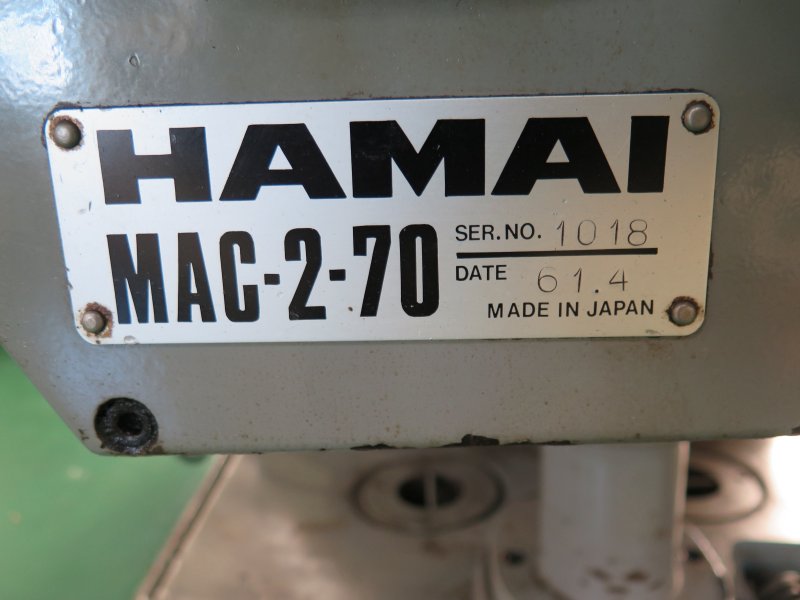 HAMAI
MAC-2-70
SER.NO. 1018
DATE 61.4
MADE IN JAPAN